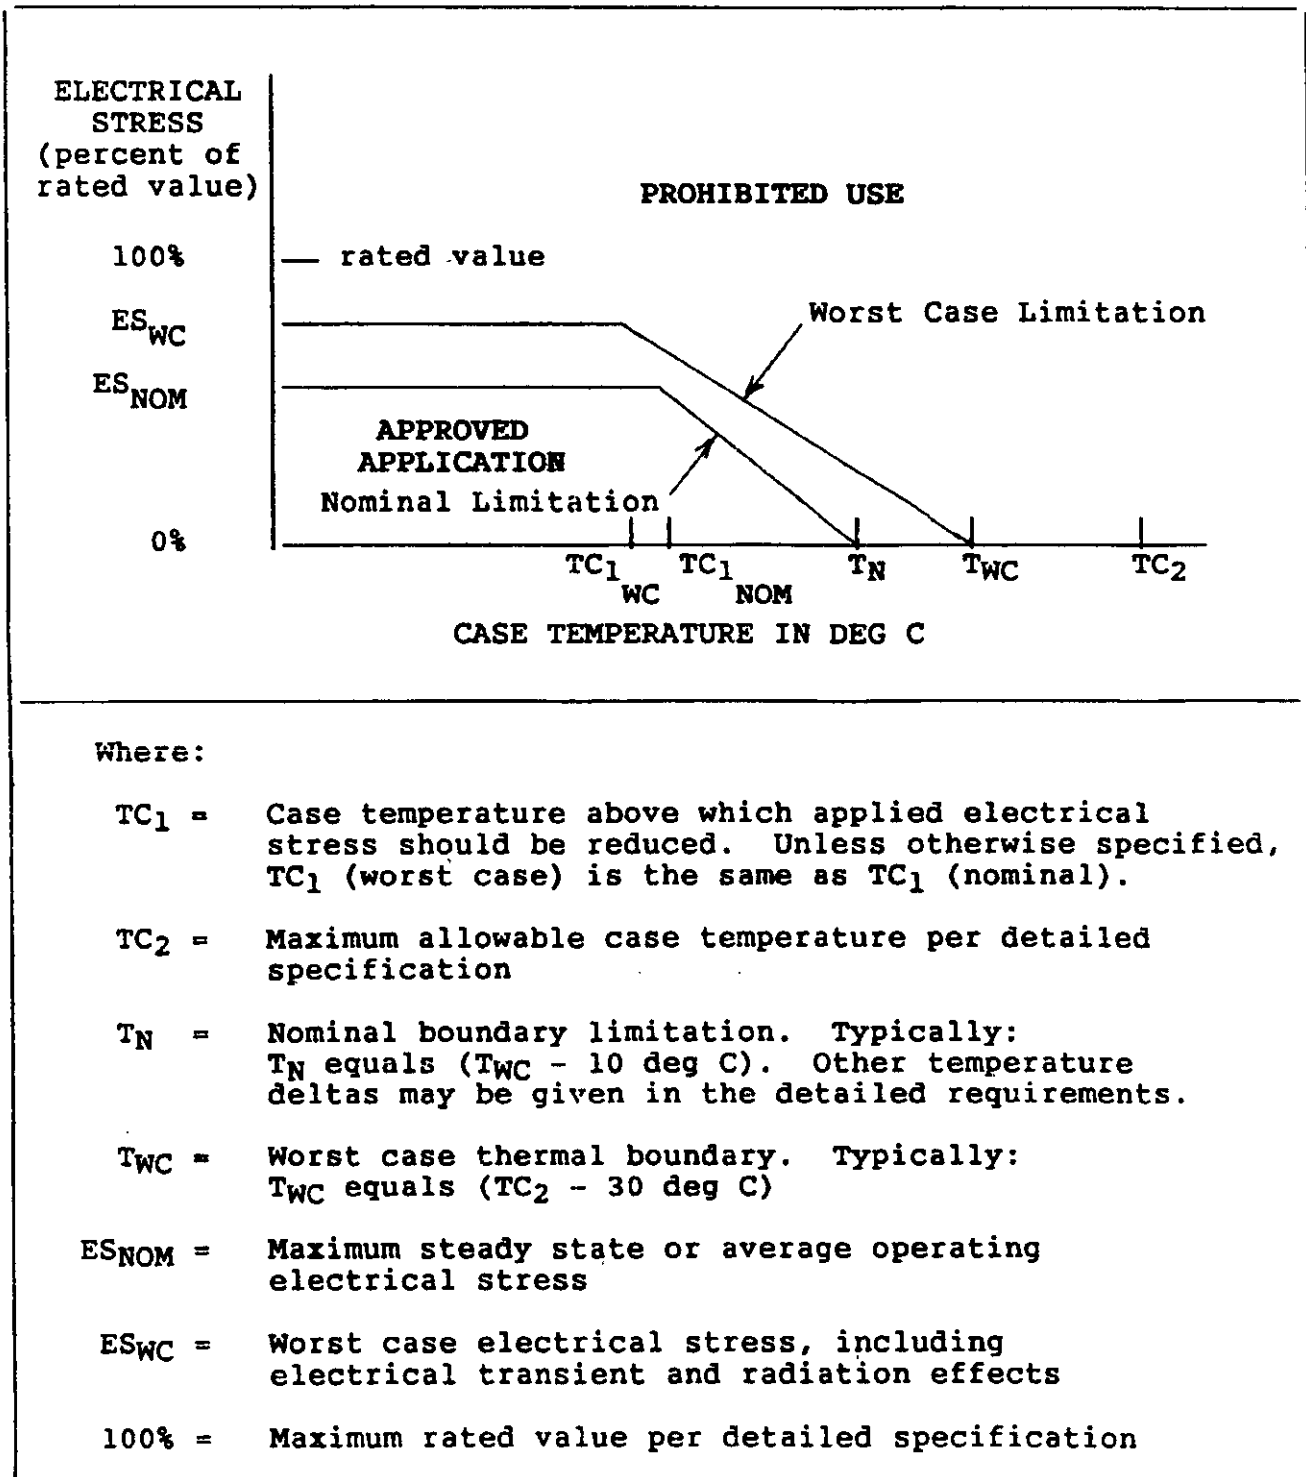 ELECTRICAL
STRESS
(percent of
rated value)
PROHIBITED USE
100%
rated value
ESWC
Worst Case Limitation
ESNOM
APPROVED
APPLICATION
Nominal Limitation
0%
TC1WC TC1NOM TN TWC TC2
CASE TEMPERATURE IN DEG C
Where:
TC1 = Case temperature above which applied electrical
stress should be reduced. Unless otherwise specified,
TC1 (worst case) is the same as TC1 (nominal).
TC2 = Maximum allowable case temperature per detailed
specification
TN = Nominal boundary limitation. Typically:
TN equals (TWC - 10 deg C). Other temperature
deltas may be given in the detailed requirements.
TWC = Worst case thermal boundary. Typically:
TWC equals (TC2 - 30 deg C)
ESNOM = Maximum steady state or average operating
electrical stress
ESWC = Worst case electrical stress, including
electrical transient and radiation effects
100% = Maximum rated value per detailed specification